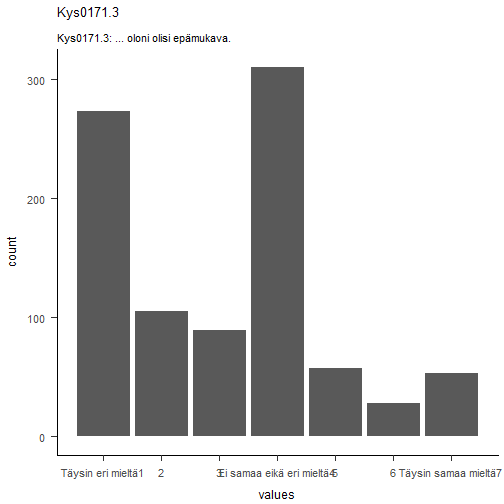 Kys0171.3
Kys0171.3: ... oloni olisi epämukava.
300
200
100
0
count
Täysin eri mieltä1 2 3 Ei samaa eikä eri mieltä4 5 6 Täysin samaa mieltä7
values